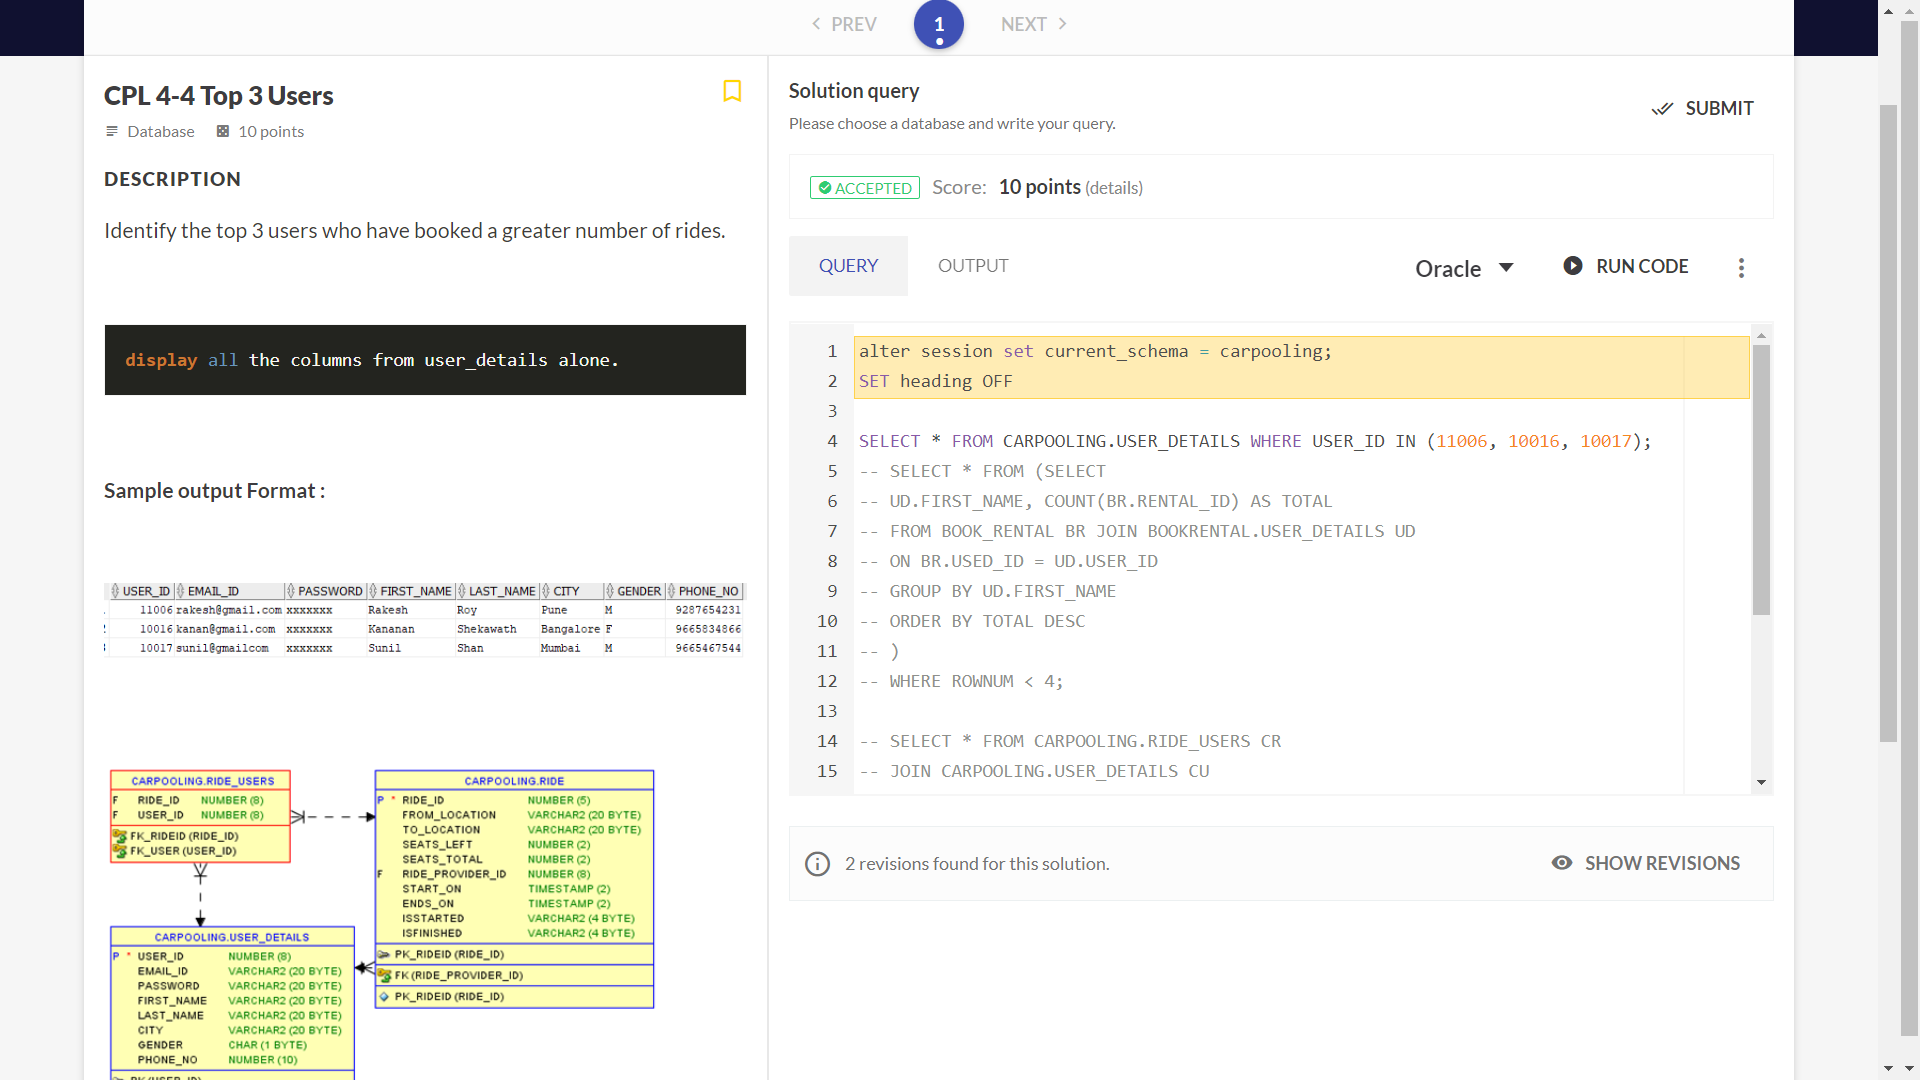 PREV
1
NEXT
CPL 4-4 Top 3 Users
Database
10 points
DESCRIPTION
Identify the top 3 users who have booked a greater number of rides.
display all the columns from user_details alone.
Sample output Format :
USER_ID EMAIL_ID PASSWORD FIRST_NAME LAST_NAME CITY GENDER PHONE_NO
11006 rakesh@gmail.com xxxxxxx Rakesh Roy Pune M 9287654231
10016 kanan@gmail.com xxxxxxx Kananan Shekawath Bangalore F 9665834866
10017 sunil@gmailcom xxxxxxx Sunil Shan Mumbai M 9665467544
CARPOOLING.RIDE_USERS
F RIDE_ID NUMBER (8)
F USER_ID NUMBER (8)
FK_RIDEID (RIDE_ID)
FK_USER (USER_ID)
CARPOOLING.RIDE
P * RIDE_ID NUMBER (5)
FROM_LOCATION VARCHAR2 (20 BYTE)
TO_LOCATION VARCHAR2 (20 BYTE)
SEATS_LEFT NUMBER (2)
SEATS_TOTAL NUMBER (2)
F RIDE_PROVIDER_ID NUMBER (8)
START_ON TIMESTAMP (2)
ENDS_ON TIMESTAMP (2)
ISSTARTED VARCHAR2 (4 BYTE)
ISFINISHED VARCHAR2 (4 BYTE)
PK_RIDEID (RIDE_ID)
FK (RIDE_PROVIDER_ID)
PK_RIDEID (RIDE_ID)
CARPOOLING.USER_DETAILS
P * USER_ID NUMBER (8)
EMAIL_ID VARCHAR2 (20 BYTE)
PASSWORD VARCHAR2 (20 BYTE)
FIRST_NAME VARCHAR2 (20 BYTE)
LAST_NAME VARCHAR2 (20 BYTE)
CITY VARCHAR2 (20 BYTE)
GENDER CHAR (1 BYTE)
PHONE_NO NUMBER (10)
Solution query
Please choose a database and write your query.
SUBMIT
ACCEPTED Score: 10 points (details)
QUERY
OUTPUT
Oracle
RUN CODE
1 alter session set current_schema = carpooling;
2 SET heading OFF
3
4 SELECT * FROM CARPOOLING.USER_DETAILS WHERE USER_ID IN (11006, 10016, 10017);
5 -- SELECT * FROM (SELECT
6 -- UD.FIRST_NAME, COUNT(BR.RENTAL_ID) AS TOTAL
7 -- FROM BOOK_RENTAL BR JOIN BOOKRENTAL.USER_DETAILS UD
8 -- ON BR.USED_ID = UD.USER_ID
9 -- GROUP BY UD.FIRST_NAME
10 -- ORDER BY TOTAL DESC
11 -- )
12 -- WHERE ROWNUM < 4;
13
14 -- SELECT * FROM CARPOOLING.RIDE_USERS CR
15 -- JOIN CARPOOLING.USER_DETAILS CU
2 revisions found for this solution.
SHOW REVISIONS